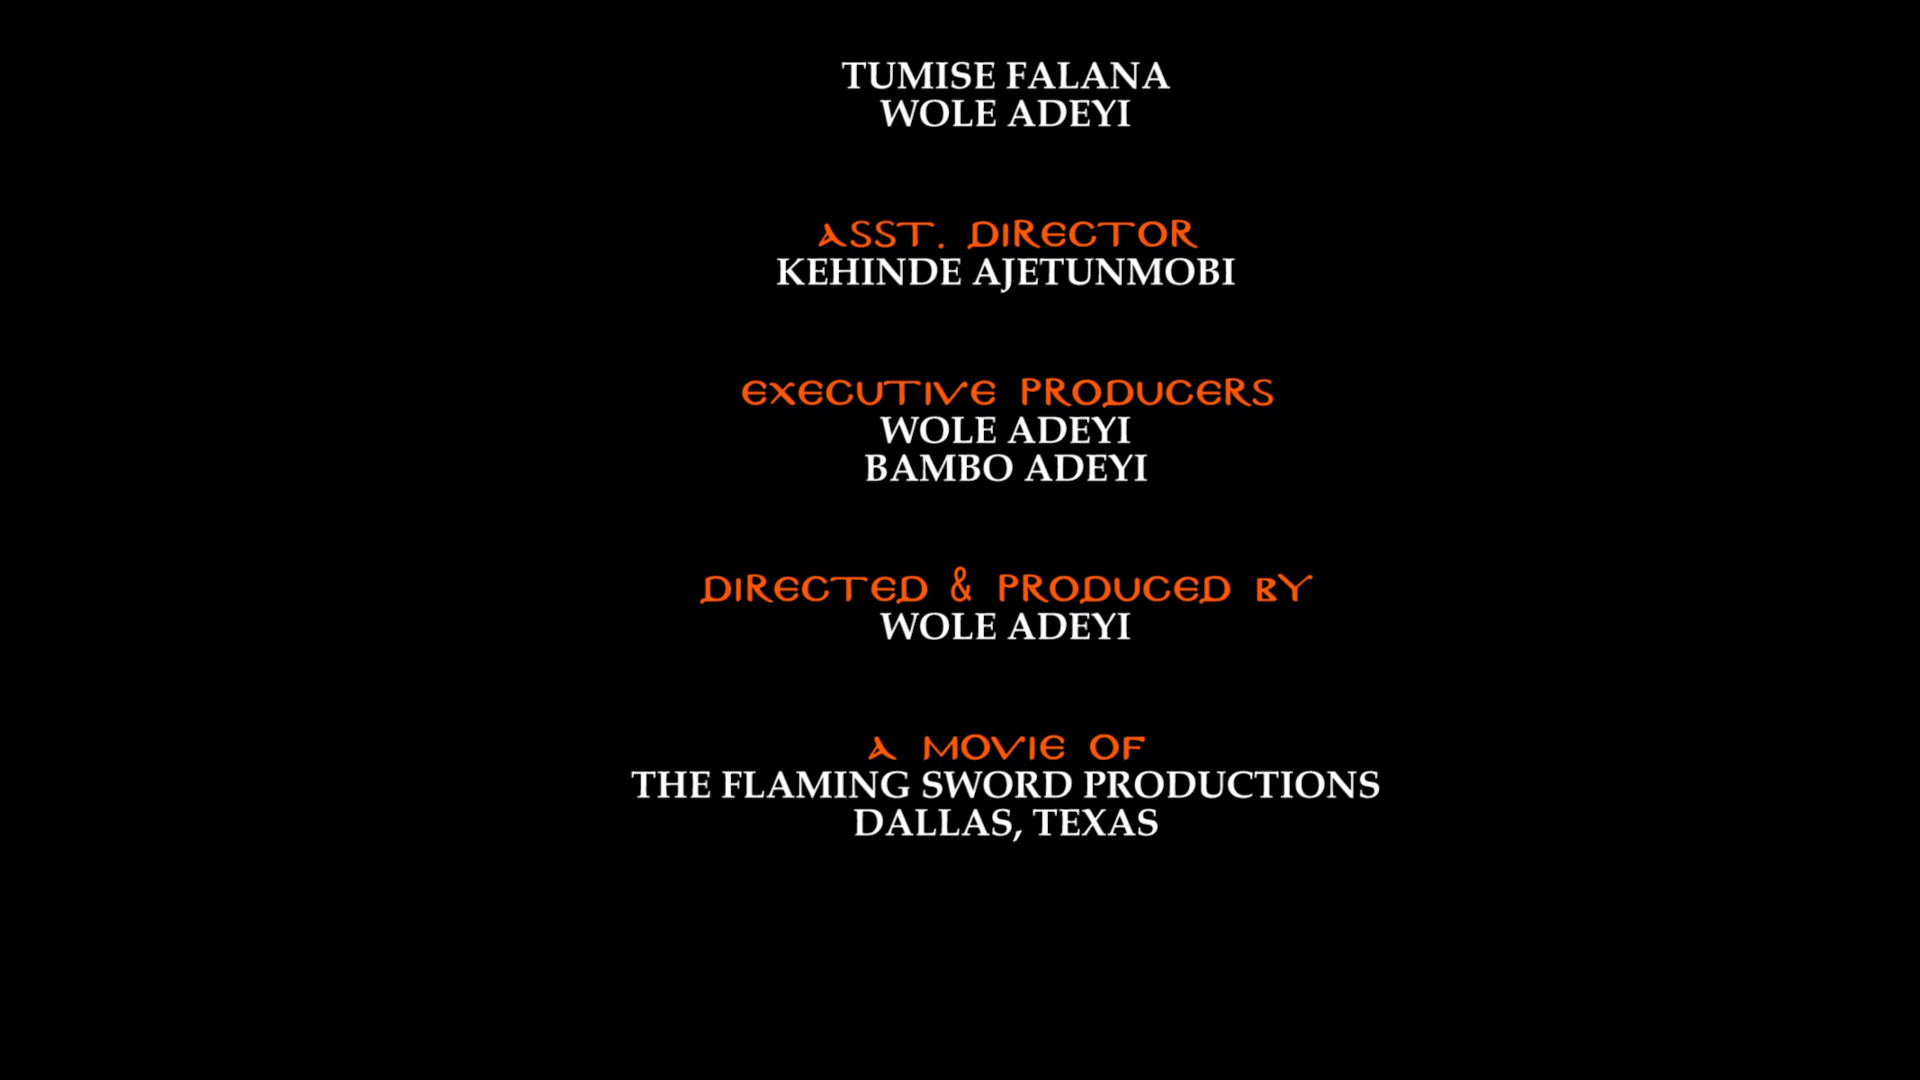 TUMISE FALANA
WOLE ADEYI
ASST. DIRECTOR
KEHINDE AJETUNMOBI
EXECUTIVE PRODUCERS
WOLE ADEYI
BAMBO ADEYI
DIRECTED & PRODUCED BY
WOLE ADEYI
A MOVIE OF
THE FLAMING SWORD PRODUCTIONS
DALLAS, TEXAS